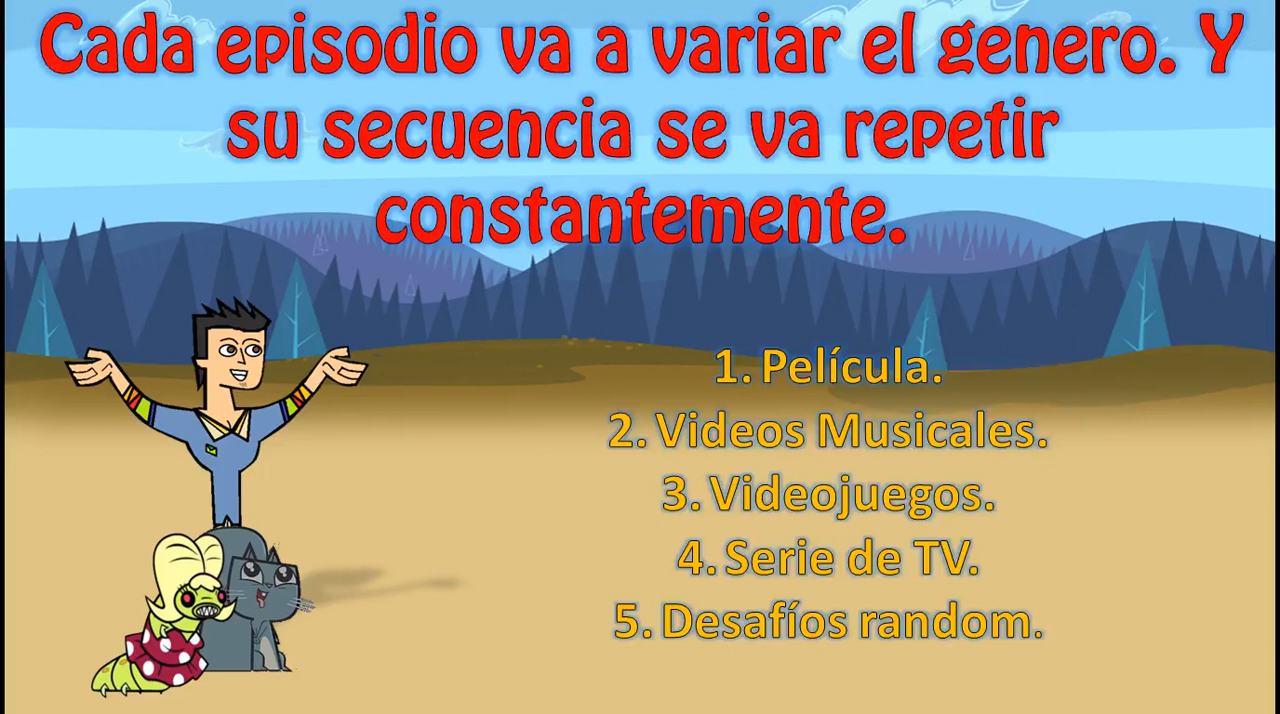 Cada episodio va a variar el genero. Y
su secuencia se va repetir
constantemente.
1. Película.
2. Videos Musicales.
3. Videojuegos.
4. Serie de TV.
5. Desafíos random.